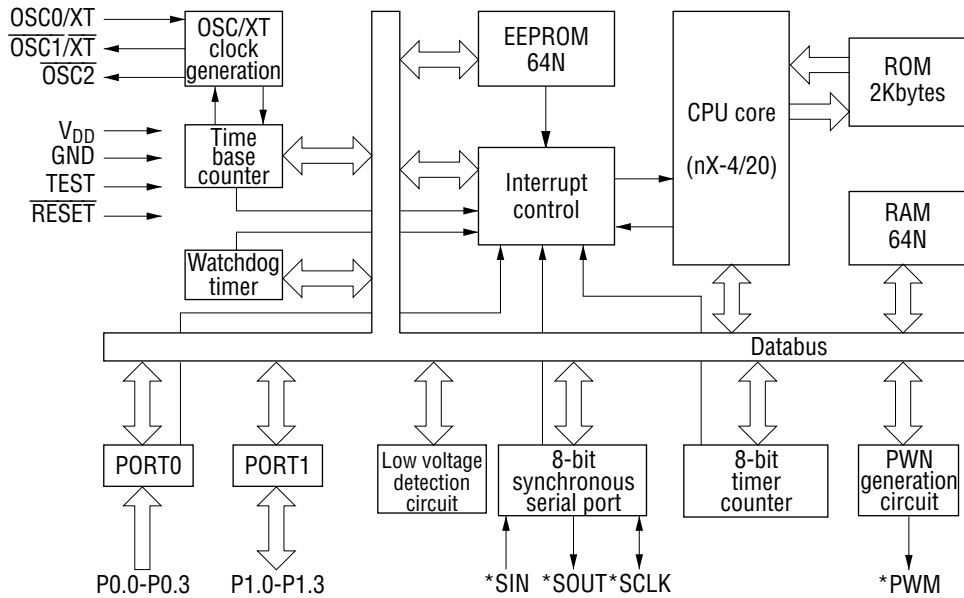 OSC0/XT
OSC1/XT
OSC2
OSC/XT
clock
generation
EEPROM
64N
CPU core
(nX-4/20)
ROM
2Kbytes
VDD
GND
TEST
RESET
Time
base
counter
Interrupt
control
RAM
64N
Watchdog
timer
Databus
PORT0
PORT1
Low voltage
detection
circuit
8-bit
synchronous
serial port
8-bit
timer
counter
PWN
generation
circuit
P0.0-P0.3
P1.0-P1.3
*SIN
*SOUT
*SCLK
*PWM